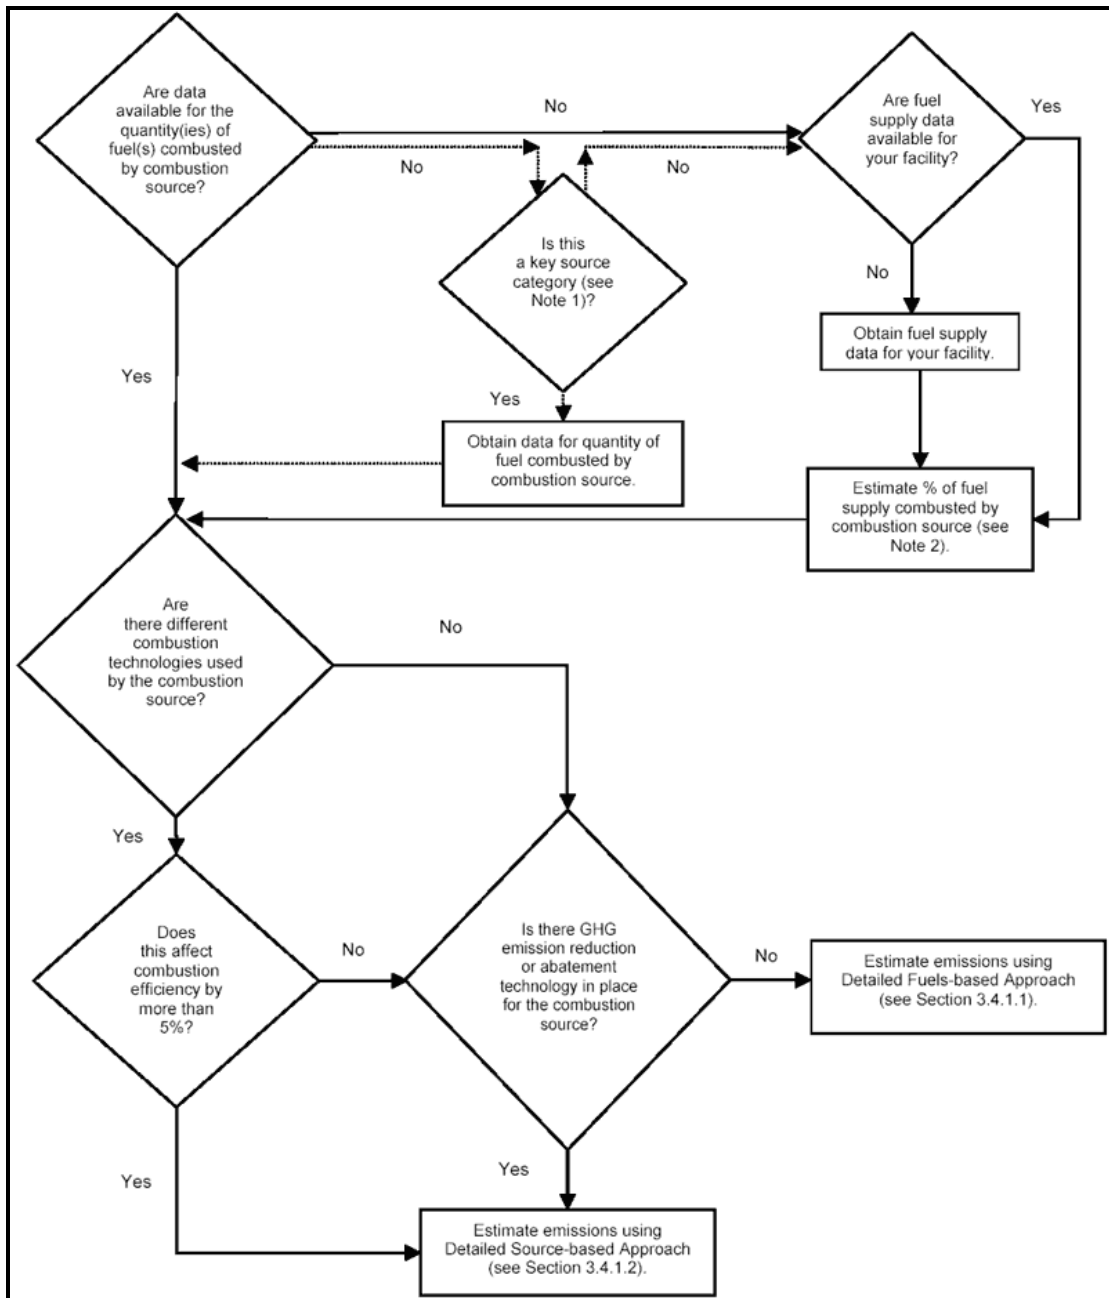 Are data
available for the
quantity(ies) of
fuel(s) combusted
by combustion
source?
No
No
Is this
a key source
category (see
Note 1)?
No
Are fuel
supply data
available for
your facility?
Yes
No
Obtain fuel supply
data for your facility.
Yes
Yes
Obtain data for quantity of
fuel combusted by
combustion source.
Estimate % of fuel
supply combusted by
combustion source (see
Note 2).
Are
there different
combustion
technologies used
by the combustion
source?
No
Yes
Does
this affect
combustion
efficiency by
more than
5%?
No
Is there GHG
emission reduction
or abatement
technology in place
for the combustion
source?
No
Estimate emissions using
Detailed Fuels-based Approach
(see Section 3.4.1.1).
Yes
Yes
Estimate emissions using
Detailed Source-based Approach
(see Section 3.4.1.2).